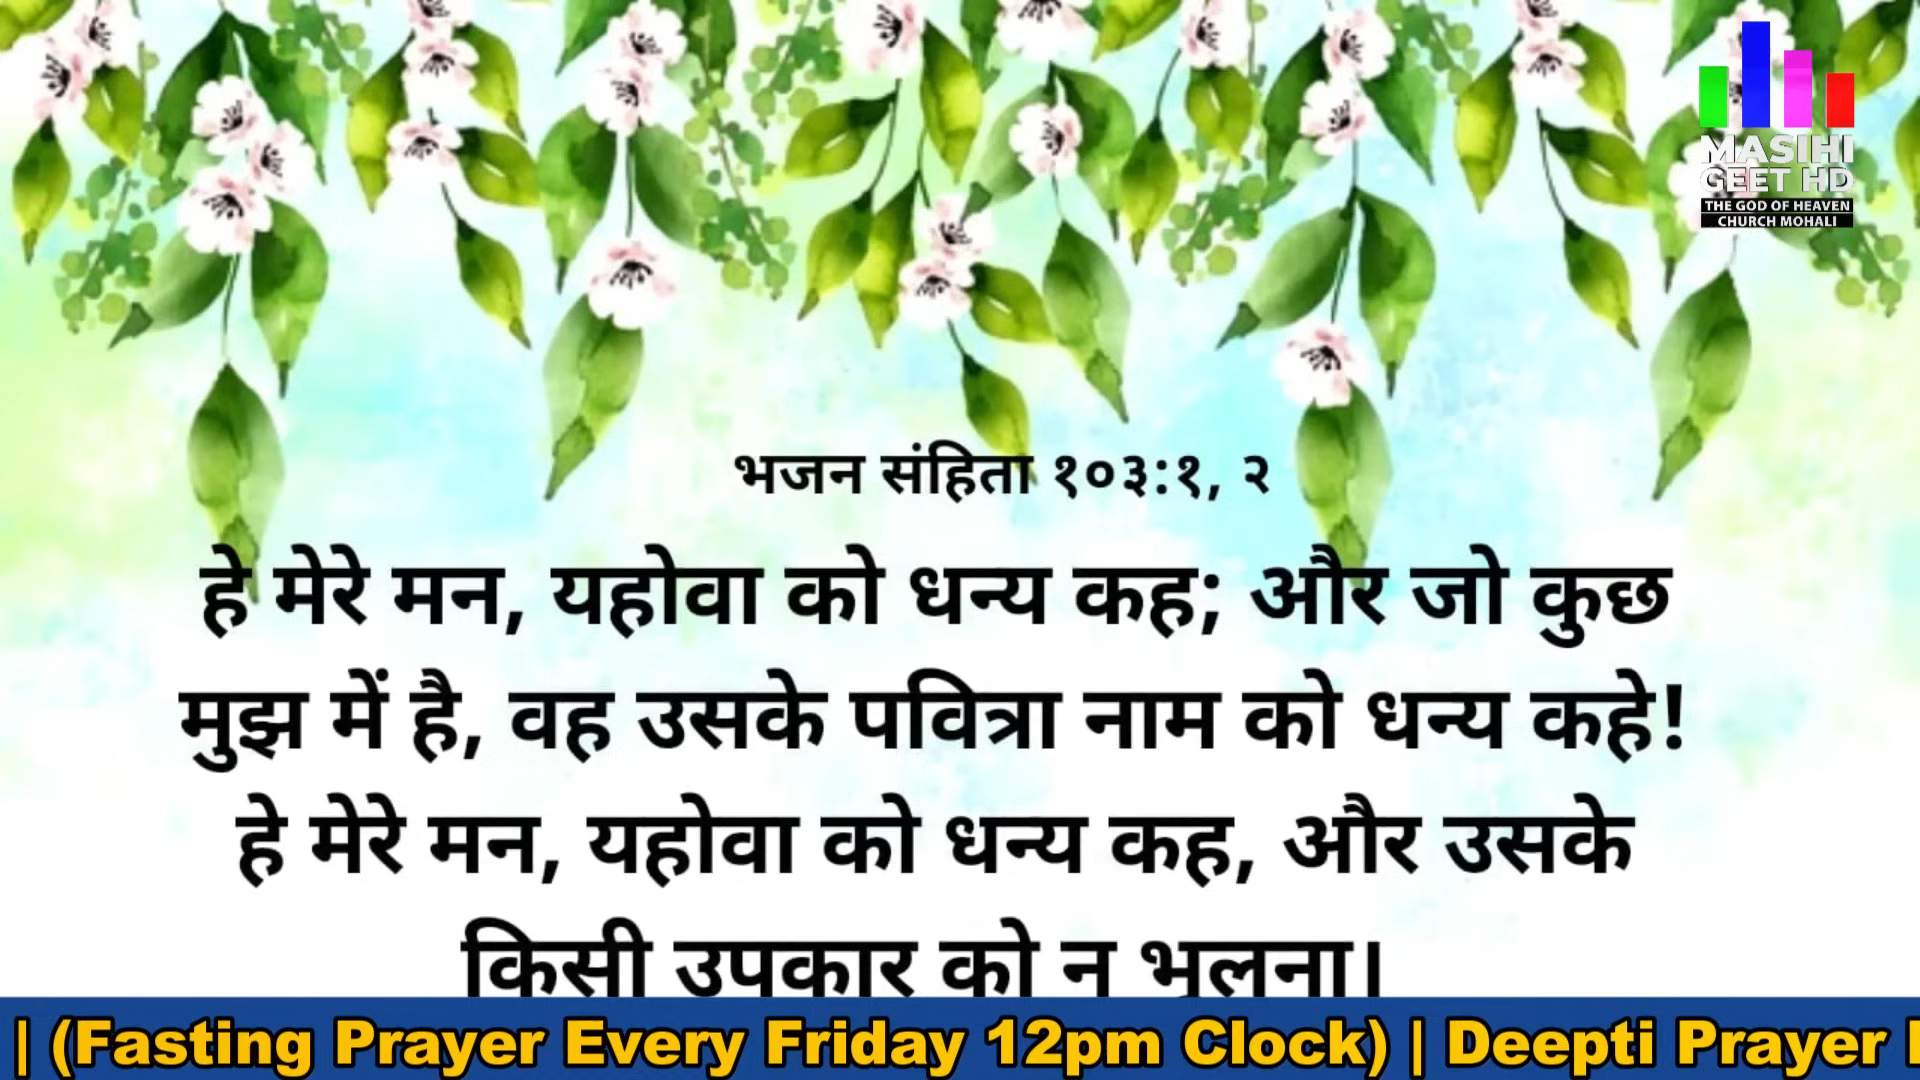 MASIHI
GEET HD
THE GOD OF HEAVEN
CHURCH MOHALI
भजन संहिता १०३:१, २
हे मेरे मन, यहोवा को धन्य कह; और जो कुछ
मुझ में है, वह उसके पवित्रा नाम को धन्य कहे!
हे मेरे मन, यहोवा को धन्य कह, और उसके
किसी उपकार को न भूलना।
| (Fasting Prayer Every Friday 12pm Clock) | Deepti Prayer